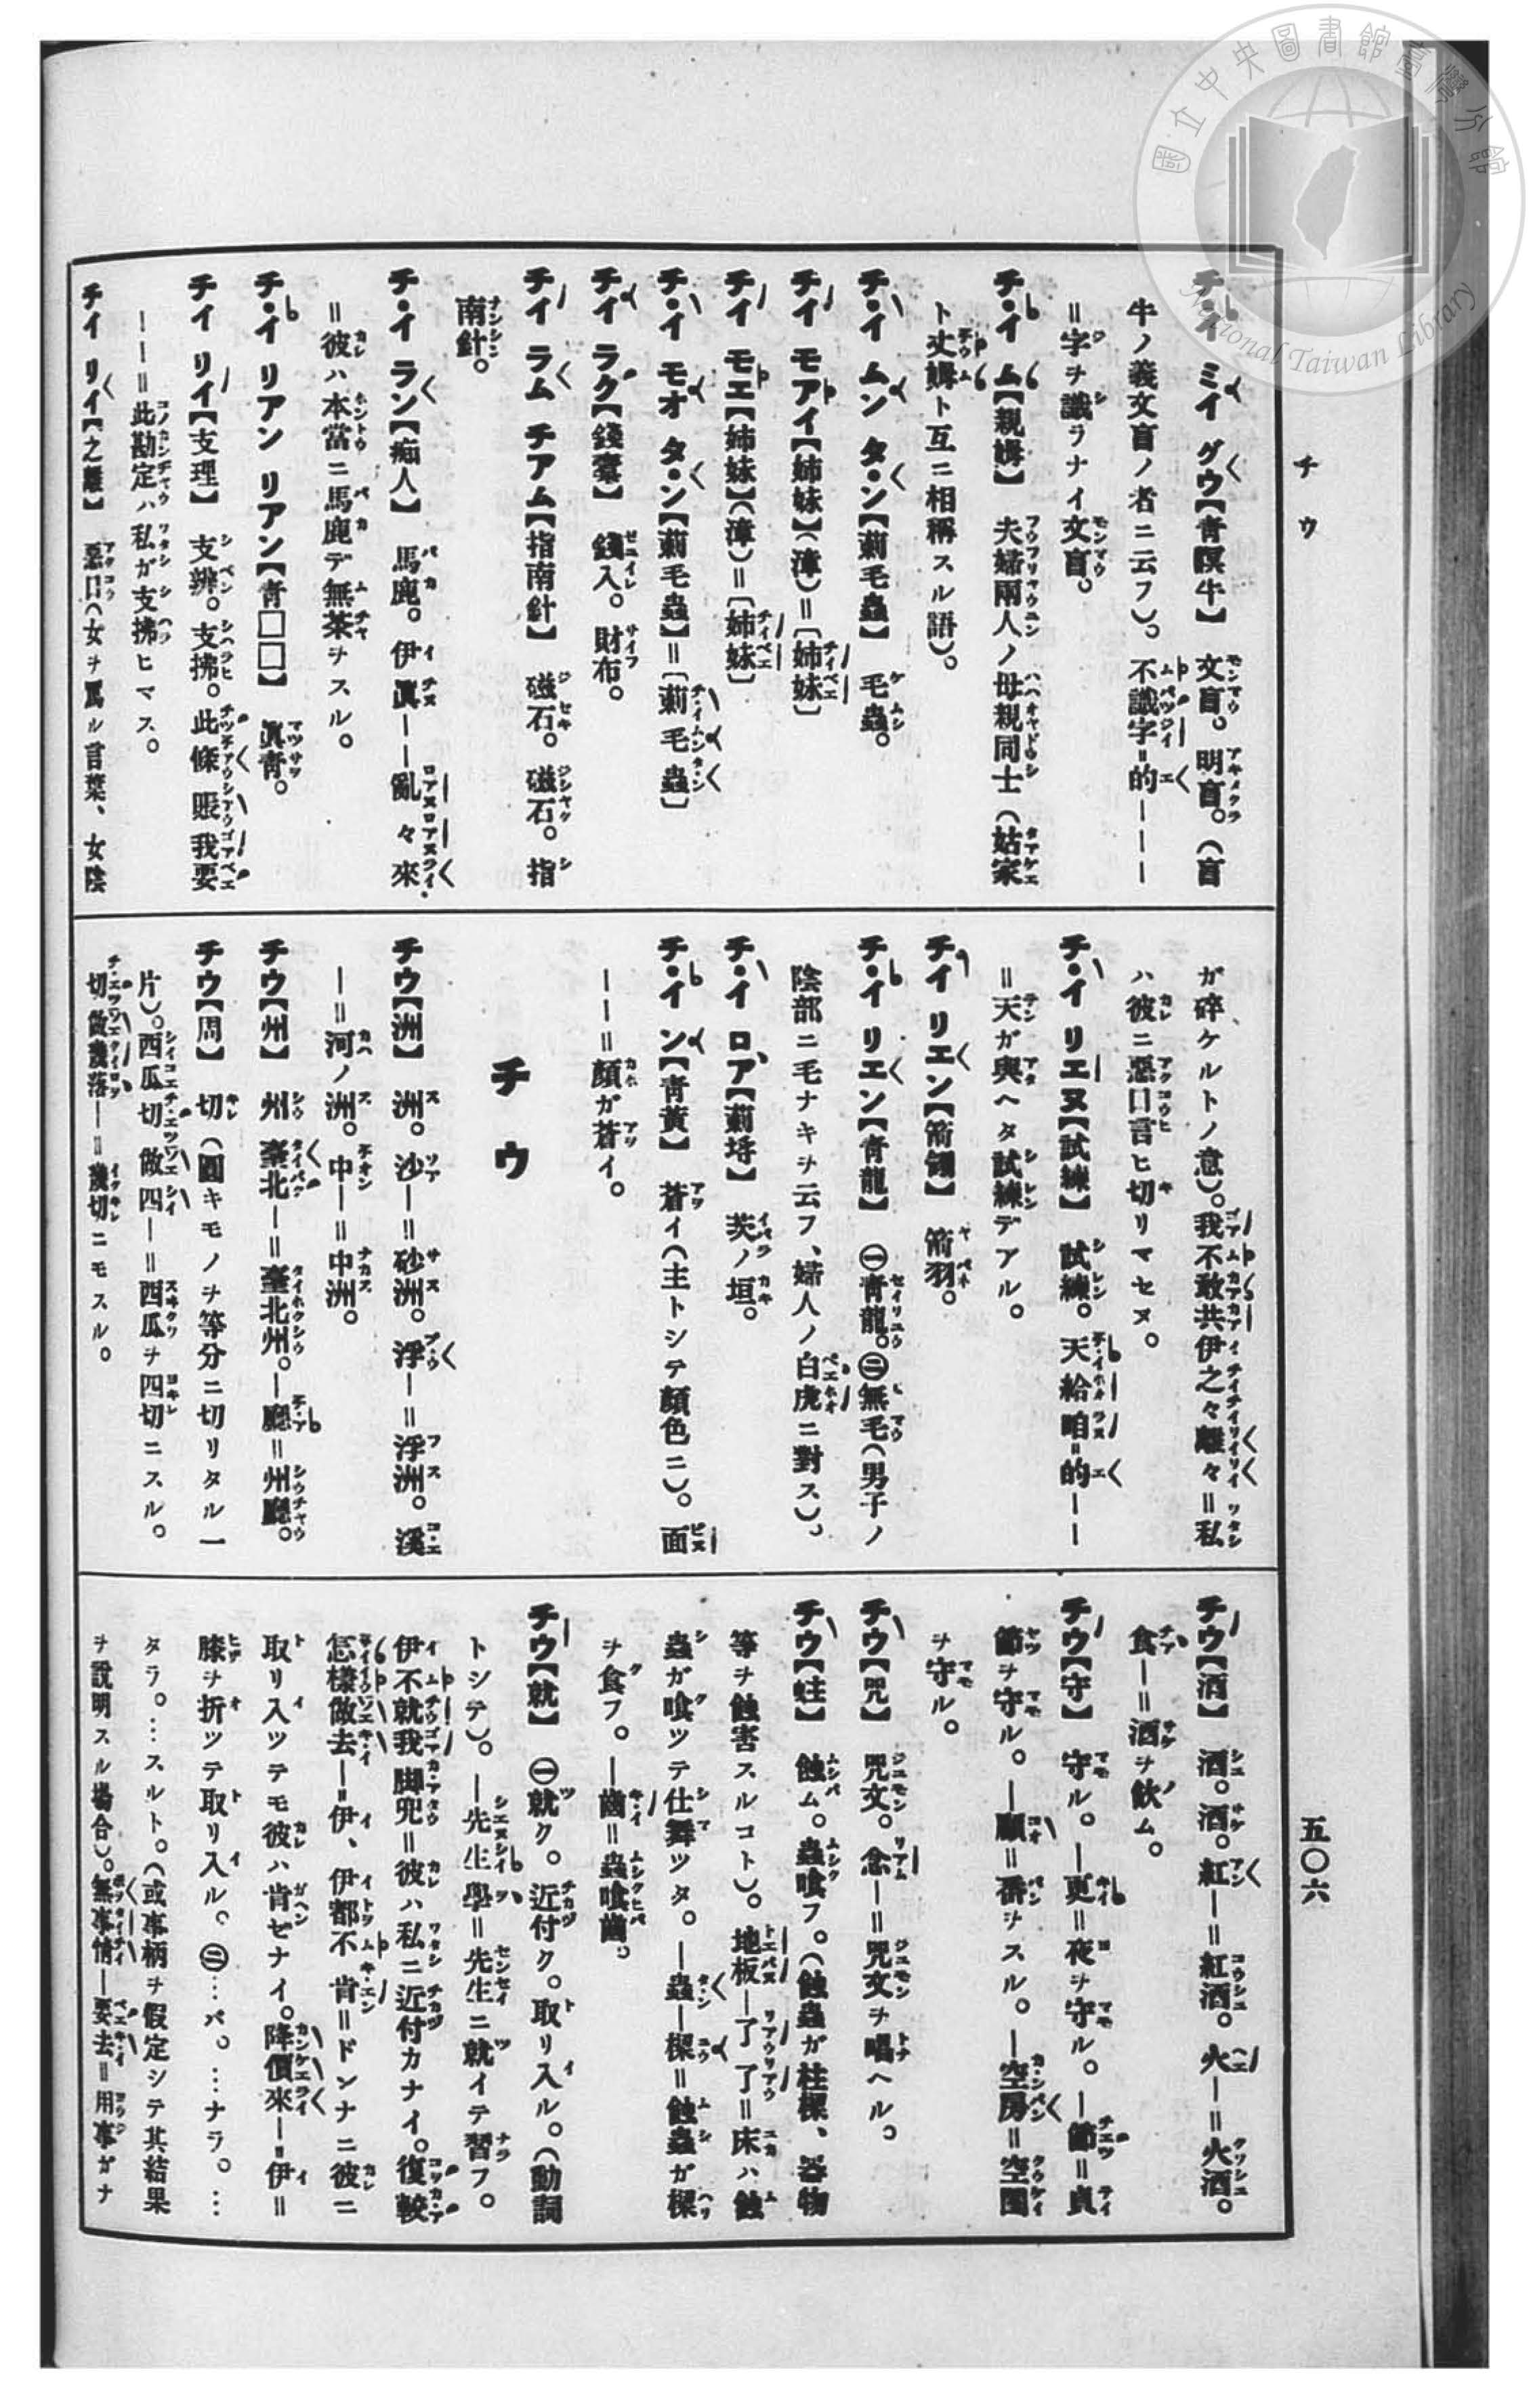 チウ
五〇六
チ・イ ミイ グウ【青瞑牛】 文盲。明盲。(盲
牛ノ義文盲ノ者ニ云フ)。不識字=的ーーー
=字ヲ識ラナイ文盲。
チ・イ ム【親姆】 夫婦兩人ノ母親同士(姑家
ト丈姆ト互ニ相稱スル語)。
チ・イ ムン タ・ン【莿毛蟲】 毛蟲。
チイ モアイ【姉妹】(漳)=〔姉妹〕
チイ モエ【姉妹】(漳)=〔姉妹〕
チ・イ モオ タ・ン【莿毛蟲】=〔莿毛蟲〕
チイ ラク【錢橐】 錢入。財布。
チイ ラム チアム【指南針】 磁石。磁石。指
南針。
チ・イ ラン【痴人】 馬鹿。伊眞ーー亂々來
=彼ハ本當ニ馬鹿デ無茶ヲスル。
チ・イ リアン リアン【青□□】 眞青。
チイ リイ【支理】 支辨。支拂。此條賬我要
ーー=此勘定ハ私ガ支拂ヒマス。
チイ リイ【之離】 惡口(女ヲ罵ル言葉、女陰
ガ碎ケルトノ意)。我不敢共伊之々離々=私
ハ彼ニ惡口言ヒ切リマセヌ。
チ・イ リエヌ【試練】 試練。天給咱=的ーー
=天ガ與ヘタ試練デアル。
チイ リエン【箭翎】 箭羽。
チ・イ リエン【青龍】 ㊀青龍。㊁無毛(男子ノ
陰部ニ毛ナキヲ云フ、婦人ノ白虎ニ對ス)。
チ・イ ロア【莿埓】 茨ノ垣。
チ・イ ン【青黃】 蒼イ(主トシテ顏色ニ)。面
ーー=顏ガ蒼イ。
チウ
チウ【洲】 洲。沙ー=砂洲。浮ー=浮洲。溪
ー=河ノ洲。中ー=中洲。
チウ【州】 州 臺北ー=臺北州。ー廳=州廳。
チウ【周】 切(圓キモノヲ等分ニ切リタル一
片)。西瓜切做四ー=西瓜ヲ四切ニスル。
切做幾落ー=幾切ニモスル。
チウ【酒】 酒。酒。紅ー=紅酒。火ー=火酒。
食ー=酒ヲ飮ム。
チウ【守】 守ル。ー更=夜ヲ守ル。ー節=貞
節ヲ守ル。ー顧=番ヲスル。ー空房=空閨
ヲ守ル。
チウ【咒】 咒文。念ー=咒文ヲ唱ヘル。
チウ【蛀】 蝕ム。蟲喰フ。(蝕蟲ガ柱樑、器物
等ヲ蝕害スルコト)。地板ー了了=床ハ蝕
蟲ガ喰ツテ仕舞ツタ。ー蟲ー樑=蝕蟲ガ樑
ヲ食フ。ー齒=蟲喰齒。
チウ【就】 ㊀就ク。近付ク。取リ入ル。(動詞
トシテ)。ー先生學=先生ニ就イテ習フ。
伊不就我脚兜=彼ハ私ニ近付カナイ。復較
怎樣做去ー=伊、伊都不肯=ドンナニ彼ニ
取リ入ツテモ彼ハ肯ゼナイ。降價來ー=伊=
膝ヲ折ツテ取リ入ル。㊁…バ。…ナラ。…
タラ。…スルト。(或事柄ヲ假定シテ其結果
ヲ說明スル場合)。無事情ー要去=用事ガナ